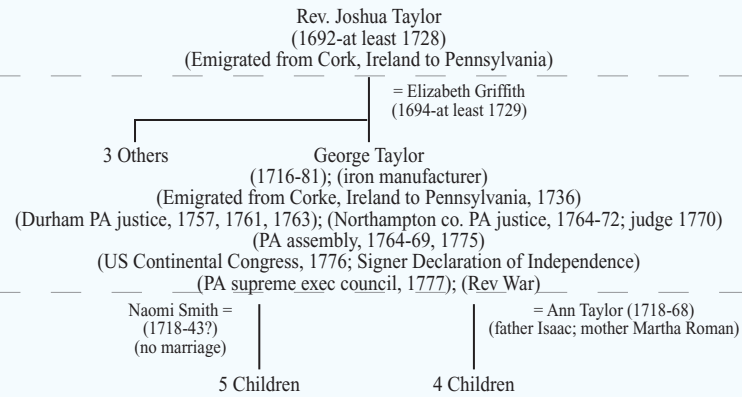 Rev. Joshua Taylor
(1692-at least 1728)
(Emigrated from Cork, Ireland to Pennsylvania)
= Elizabeth Griffith
(1694-at least 1729)
3 Others
George Taylor
(1716-81); (iron manufacturer)
(Emigrated from Corke, Ireland to Pennsylvania, 1736)
(Durham PA justice, 1757, 1761, 1763); (Northampton co. PA justice, 1764-72; judge 1770)
(PA assembly, 1764-69, 1775)
(US Continental Congress, 1776; Signer Declaration of Independence)
(PA supreme exec council, 1777); (Rev War)
Naomi Smith =
(1718-43?)
(no marriage)
= Ann Taylor (1718-68)
(father Isaac; mother Martha Roman)
5 Children
4 Children